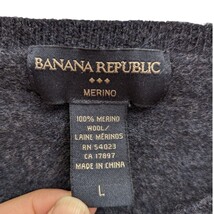 BANANA REPUBLIC
MERINO
100% MERINO
WOOL/
LAINE MÉRINOS
RN 54023
CA 17897
MADE IN CHINA
L